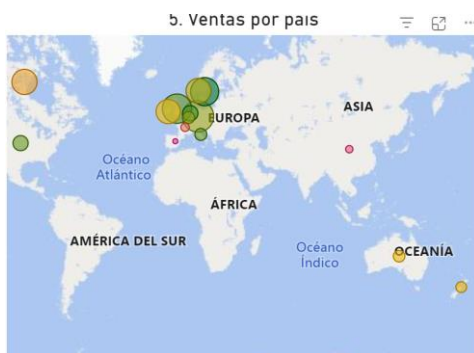 5. Ventas por país
EUROPA
ASIA
Océano
Atlántico
ÁFRICA
AMÉRICA DEL SUR
Océano
Índico
OCEANÍA